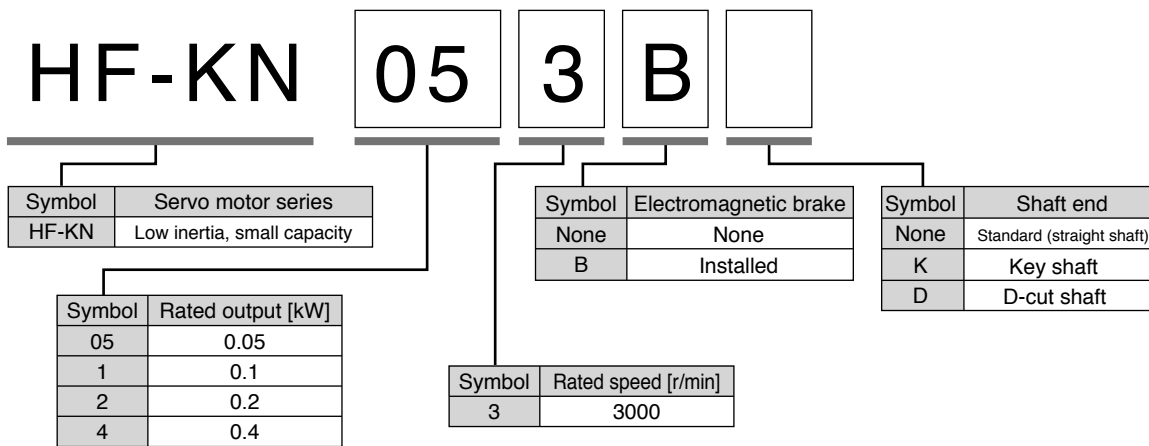 HF-KN 05 3 B
Symbol Servo motor series
HF-KN Low inertia, small capacity
Symbol Rated output [kW]
05 0.05
1 0.1
2 0.2
4 0.4
Symbol Rated speed [r/min]
3 3000
Symbol Electromagnetic brake
None None
B Installed
Symbol Shaft end
None Standard (straight shaft)
K Key shaft
D D-cut shaft